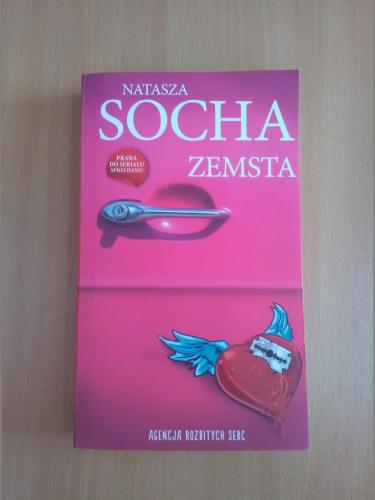 NATASZA
SOCHA
ZEMSTA
PRAWA
DO SERIALU
SPRZEDANE!
AGENCJA ROZBITYCH SERC